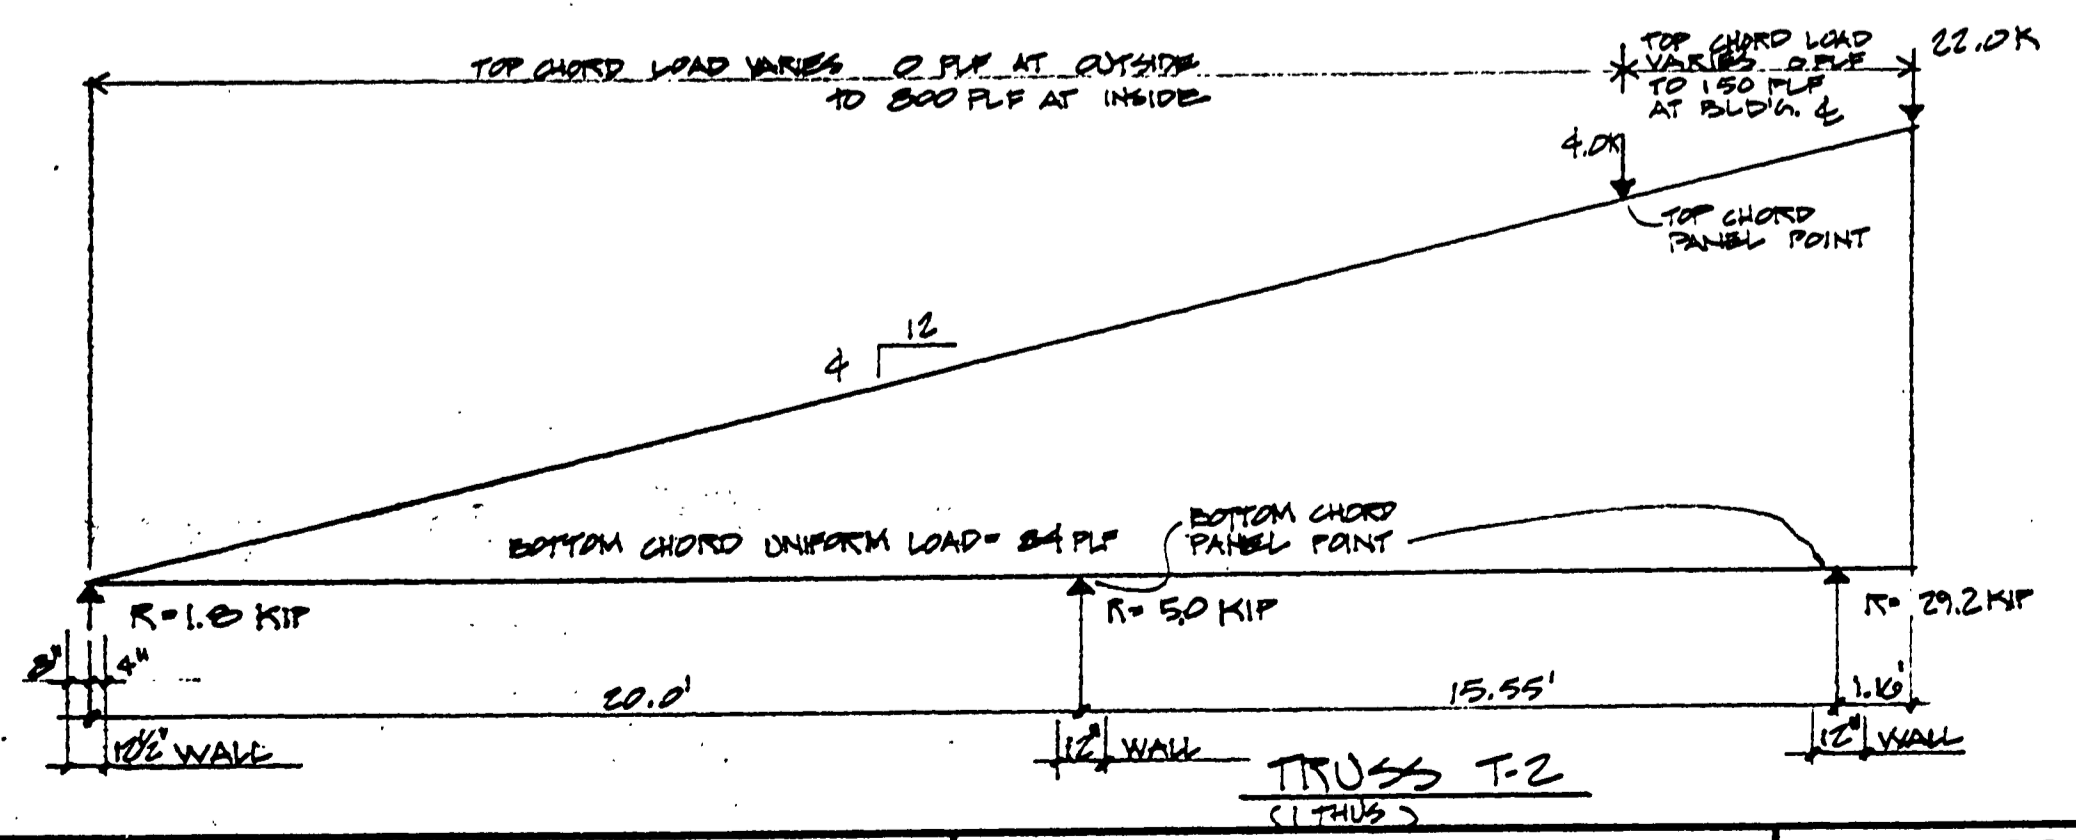 TOP CHORD LOAD VARIES 0 PLF AT OUTSIDE
TO 800 PLF AT INSIDE
TOP CHORD LOAD
VARIES 0 PLF
TO 150 PLF
AT BLD'G. ℄
22.0K
4.0K
TOP CHORD
PANEL POINT
12
4
BOTTOM CHORD UNIFORM LOAD= 84 PLF
BOTTOM CHORD
PANEL POINT
R=1.8 KIP
R= 5.0 KIP
R= 29.2 KIP
8"
4"
20.0'
15.55'
1.16'
12½" WALL
12" WALL
12" WALL
TRUSS T-2
(1 THUS)